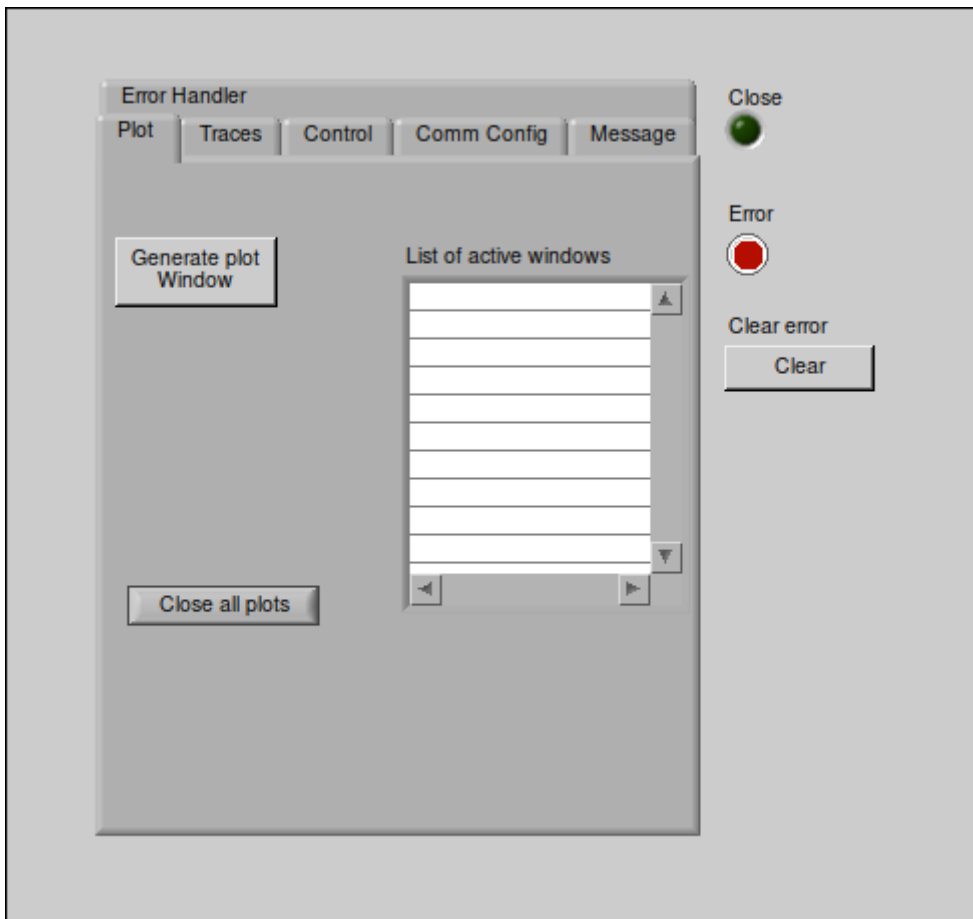 Error Handler
Plot
Traces
Control
Comm Config
Message
Close
Error
Generate plot
Window
List of active windows
Clear error
Clear
Close all plots